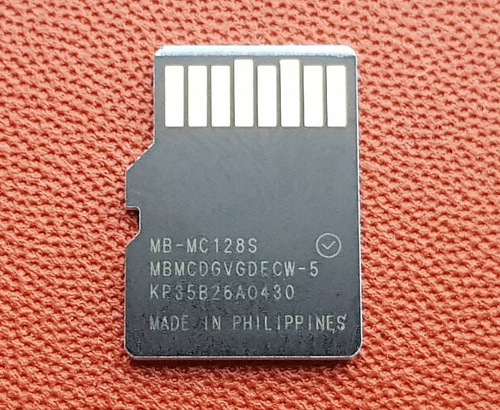 MB-MC128S
MBMCDGVGDECW-5
KP35B26A0430
MADE IN PHILIPPINES